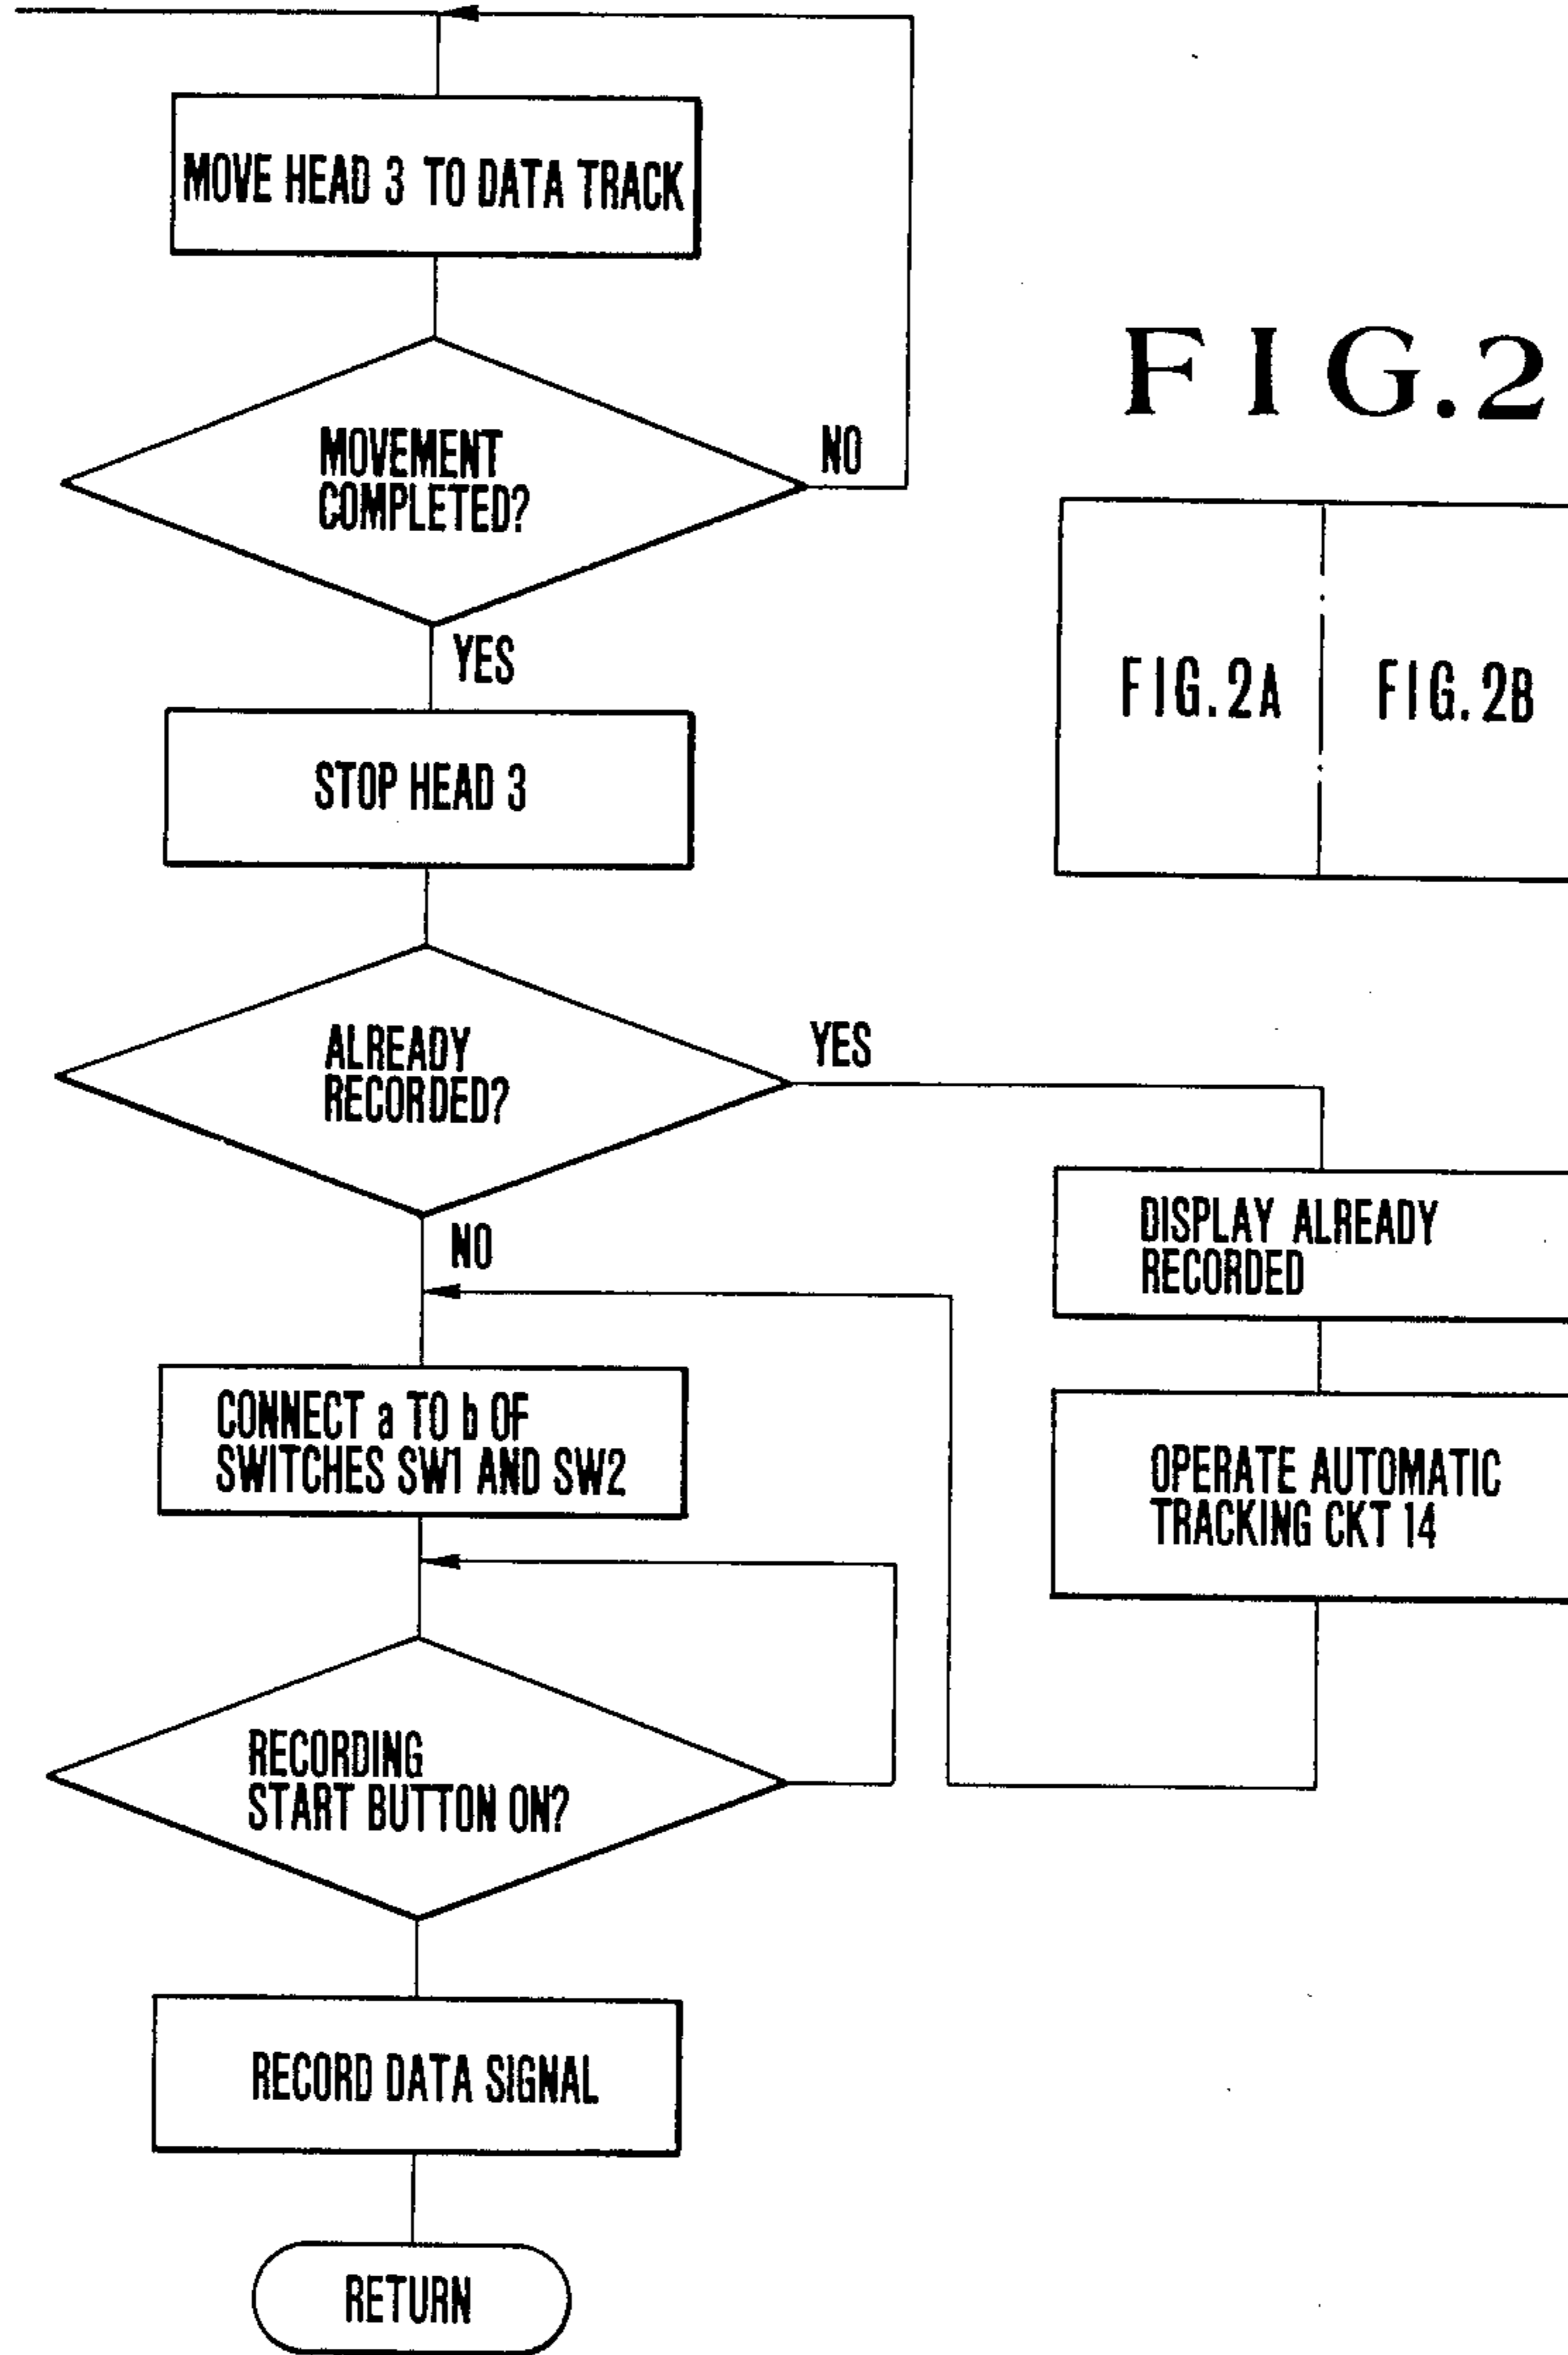 MOVE HEAD 3 TO DATA TRACK
FIG.2
MOVEMENT
COMPLETED?
NO
YES
FIG.2A
FIG.2B
STOP HEAD 3
ALREADY
RECORDED?
YES
NO
DISPLAY ALREADY
RECORDED
CONNECT a TO b OF
SWITCHES SW1 AND SW2
OPERATE AUTOMATIC
TRACKING CKT 14
RECORDING
START BUTTON ON?
RECORD DATA SIGNAL
RETURN